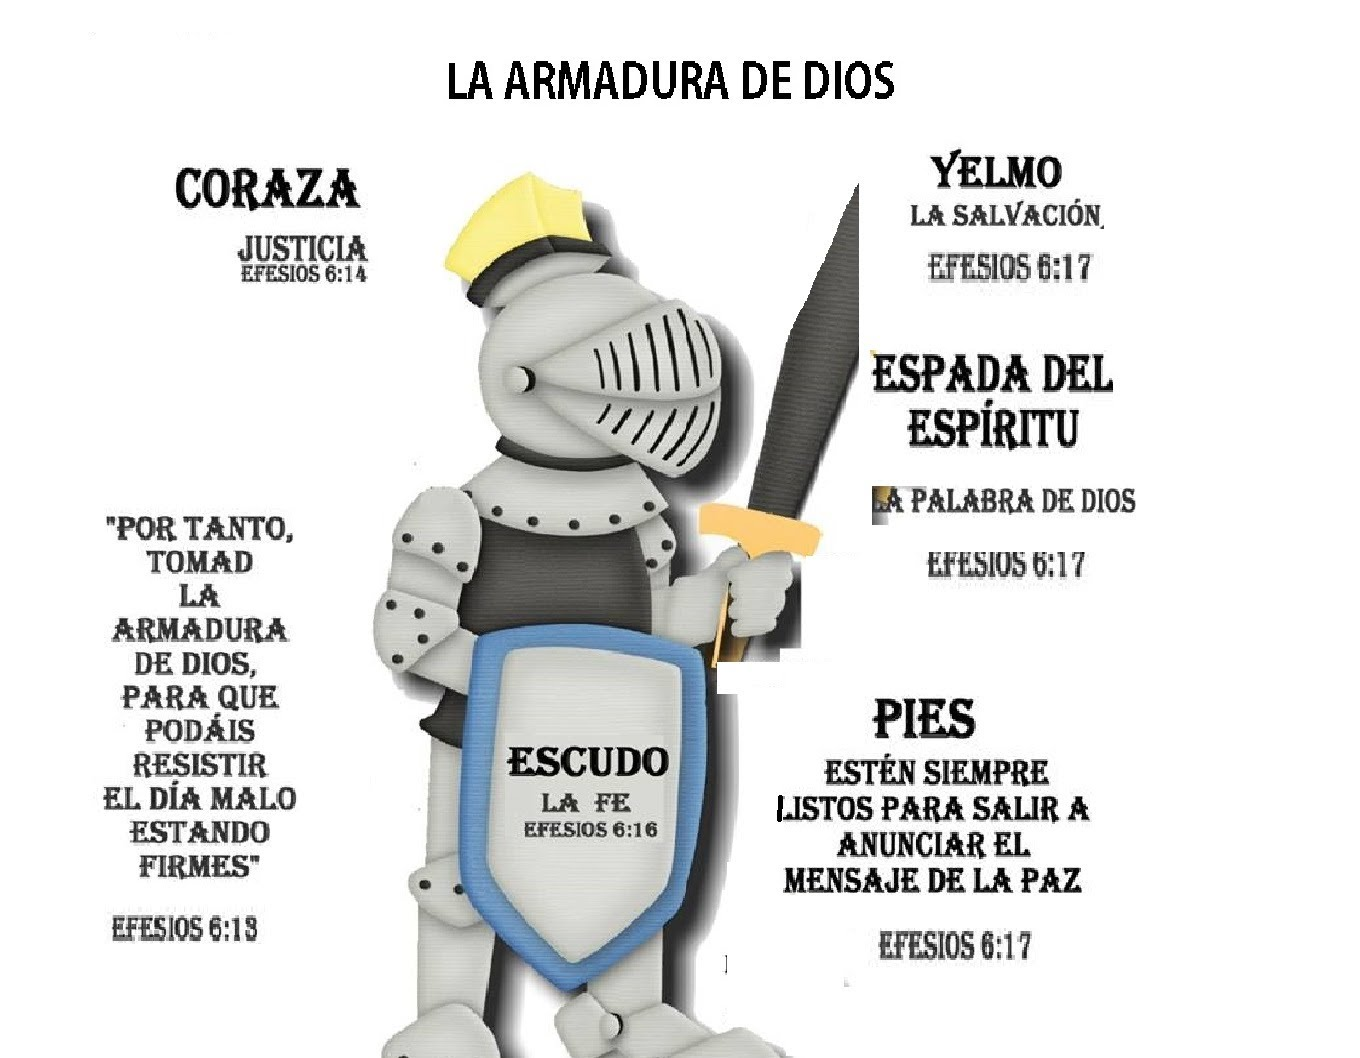 LA ARMADURA DE DIOS
CORAZA
JUSTICIA
EFESIOS 6:14
YELMO
LA SALVACIÓN,
EFESIOS 6:17
ESPADA DEL
ESPÍRITU
LA PALABRA DE DIOS
EFESIOS 6:17
"POR TANTO,
TOMAD
LA
ARMADURA
DE DIOS,
PARA QUE
PODÁIS
RESISTIR
EL DÍA MALO
ESTANDO
FIRMES"
EFESIOS 6:13
ESCUDO
LA FE
EFESIOS 6:16
PIES
ESTÉN SIEMPRE
LISTOS PARA SALIR A
ANUNCIAR EL
MENSAJE DE LA PAZ
EFESIOS 6:17